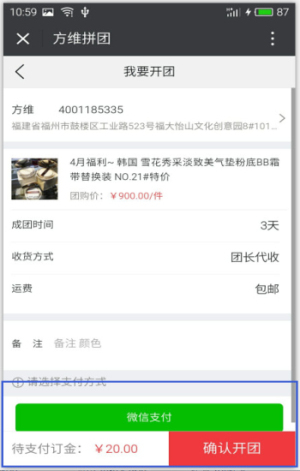 10:59 87
方维拼团
我要开团
方维 4001185335
福建省福州市鼓楼区工业路523号福大怡山文化创意园8#101...
4月福利~ 韩国 雪花秀采淡致美气垫粉底BB霜
带替换装 NO.21#特价
团购价：￥900.00/件
成团时间 3天
收货方式 团长代收
运费 包邮
备 注 备注 颜色
请选择支付方式
微信支付
待支付订金：￥20.00 确认开团